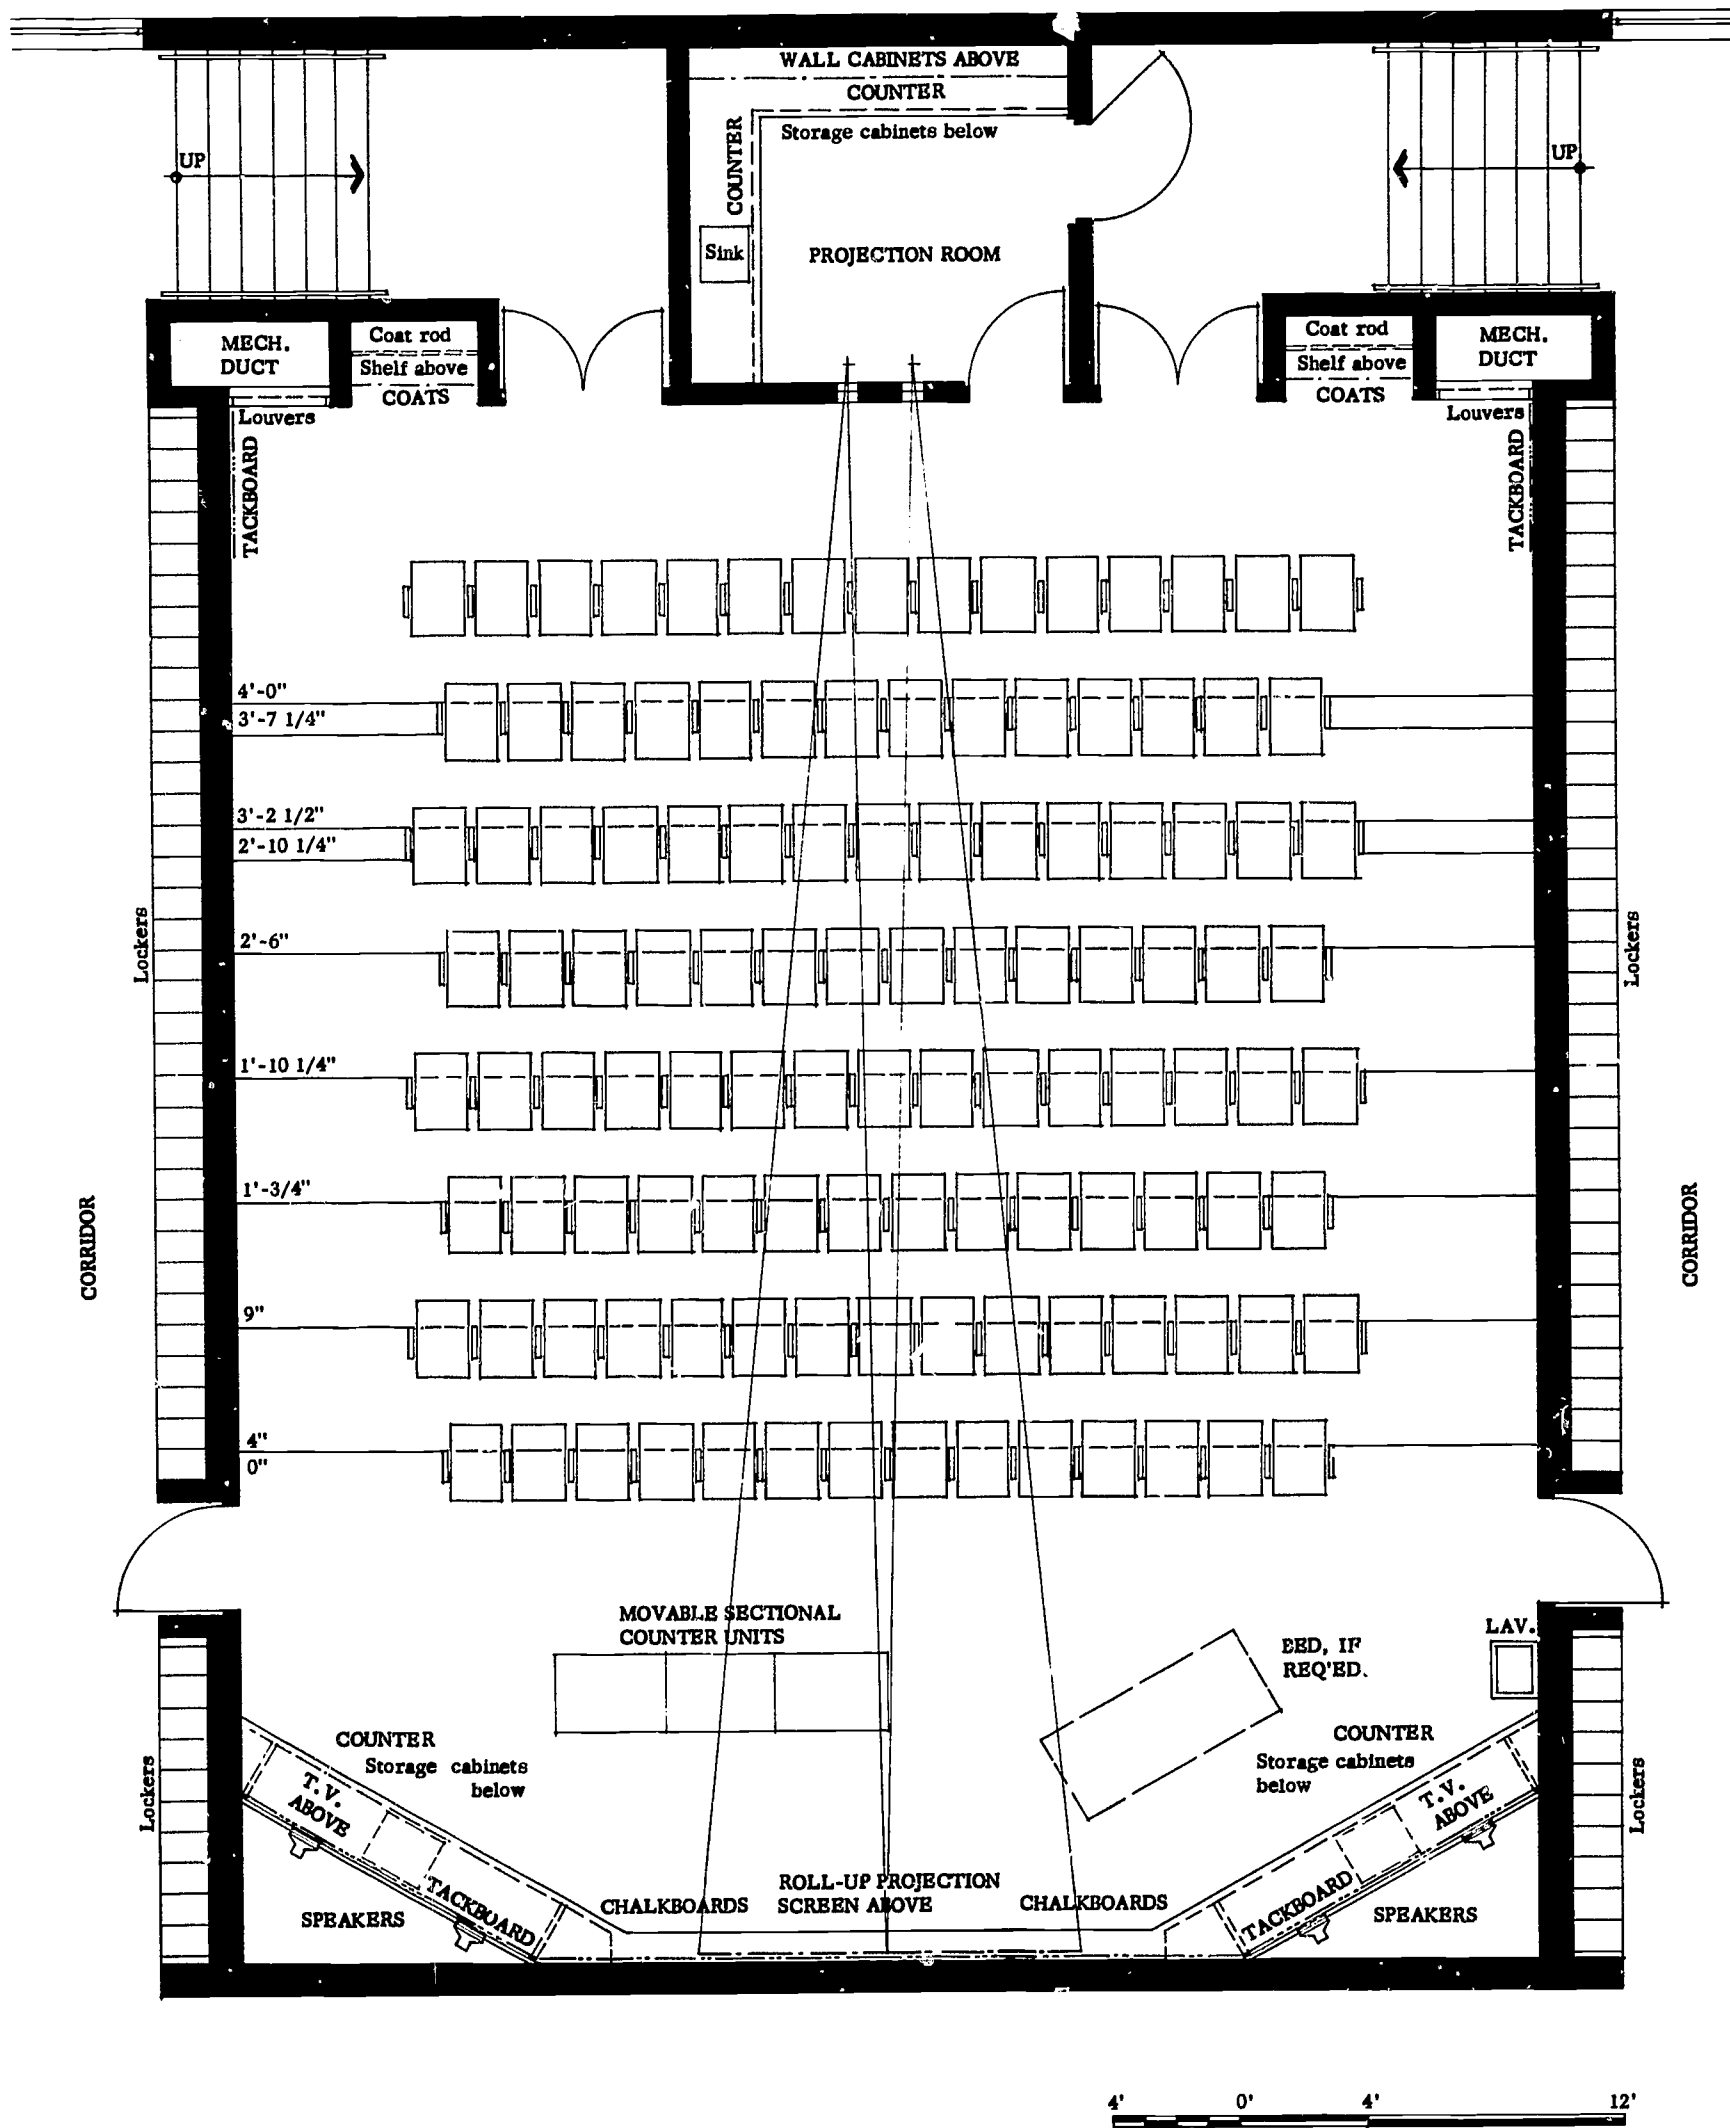 WALL CABINETS ABOVE
COUNTER
Storage cabinets below
COUNTER
UP
UP
Sink
PROJECTION ROOM
MECH.
DUCT
Coat rod
Shelf above
COATS
Coat rod
Shelf above
COATS
MECH.
DUCT
Louvers
Louvers
TACKBOARD
TACKBOARD
4'-0"
3'-7 1/4"
3'-2 1/2"
2'-10 1/4"
Lockers
Lockers
2'-6"
1'-10 1/4"
1'-3/4"
CORRIDOR
CORRIDOR
9"
4"
0"
MOVABLE SECTIONAL
COUNTER UNITS
BED, IF
REQ'ED.
LAV.
COUNTER
Storage cabinets
below
COUNTER
Storage cabinets
below
Lockers
Lockers
T.V.
ABOVE
T.V.
ABOVE
TACKBOARD
TACKBOARD
SPEAKERS
CHALKBOARDS
ROLL-UP PROJECTION
SCREEN ABOVE
CHALKBOARDS
SPEAKERS
4' 0' 4' 12'